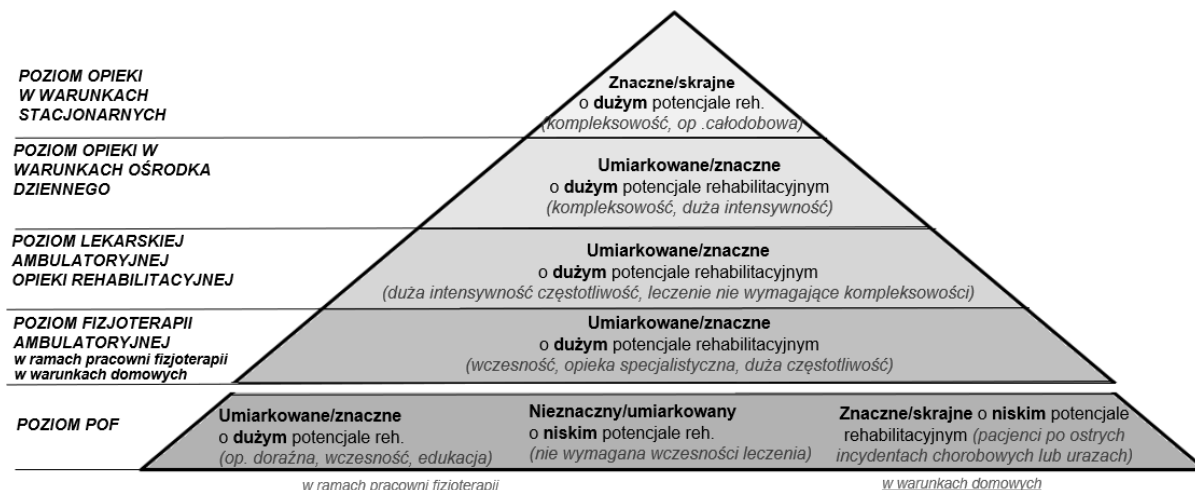 POZIOM OPIEKI
W WARUNKACH
STACJONARNYCH
Znaczne/skrajne
o dużym potencjale reh.
(kompleksowość, op .całodobowa)
POZIOM OPIEKI W
WARUNKACH OŚRODKA
DZIENNEGO
Umiarkowane/znaczne
o dużym potencjale rehabilitacyjnym
(kompleksowość, duża intensywność)
POZIOM LEKARSKIEJ
AMBULATORYJNEJ
OPIEKI REHABILITACYJNEJ
Umiarkowane/znaczne
o dużym potencjale rehabilitacyjnym
(duża intensywność częstotliwość, leczenie nie wymagające kompleksowości)
POZIOM FIZJOTERAPII
AMBULATORYJNEJ
w ramach pracowni fizjoterapii
w warunkach domowych
Umiarkowane/znaczne
o dużym potencjale rehabilitacyjnym
(wczesność, opieka specjalistyczna, duża częstotliwość)
POZIOM POF
Umiarkowane/znaczne
o dużym potencjale reh.
(op. doraźna, wczesność, edukacja)
Nieznaczny/umiarkowany
o niskim potencjale reh.
(nie wymagana wczesności leczenia)
Znaczne/skrajne o niskim potencjale
rehabilitacyjnym (pacjenci po ostrych
incydentach chorobowych lub urazach)
w ramach pracowni fizjoterapii
w warunkach domowych